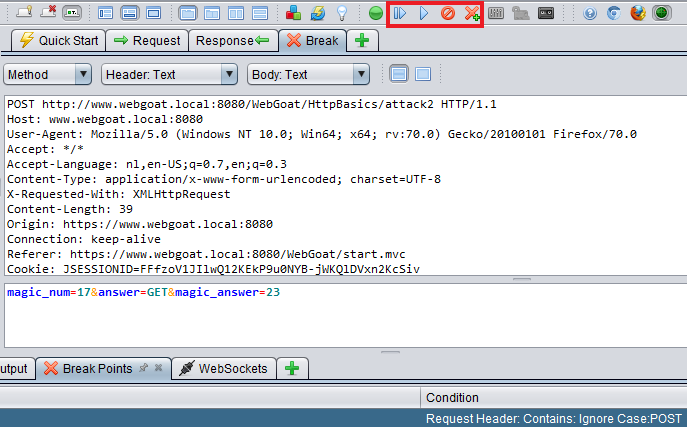 BT.
Quick Start Request Response Break
Method Header: Text Body: Text
POST http://www.webgoat.local:8080/WebGoat/HttpBasics/attack2 HTTP/1.1
Host: www.webgoat.local:8080
User-Agent: Mozilla/5.0 (Windows NT 10.0; Win64; x64; rv:70.0) Gecko/20100101 Firefox/70.0
Accept: */*
Accept-Language: nl,en-US;q=0.7,en;q=0.3
Content-Type: application/x-www-form-urlencoded; charset=UTF-8
X-Requested-With: XMLHttpRequest
Content-Length: 39
Origin: https://www.webgoat.local:8080
Connection: keep-alive
Referer: https://www.webgoat.local:8080/WebGoat/start.mvc
Cookie: JSESSIONID=FFfzoV1JIlwQ12KEkP9u0NYB-jWKQlDVxn2KcSiv
magic_num=17&answer=GET&magic_answer=23
utput Break Points WebSockets
Condition
Request Header: Contains: Ignore Case:POST